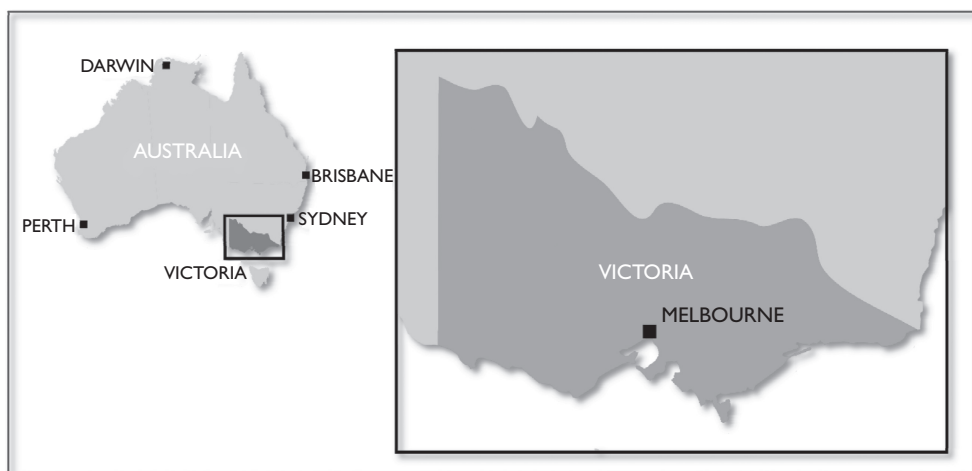 DARWIN
AUSTRALIA
BRISBANE
PERTH
SYDNEY
VICTORIA
VICTORIA
MELBOURNE